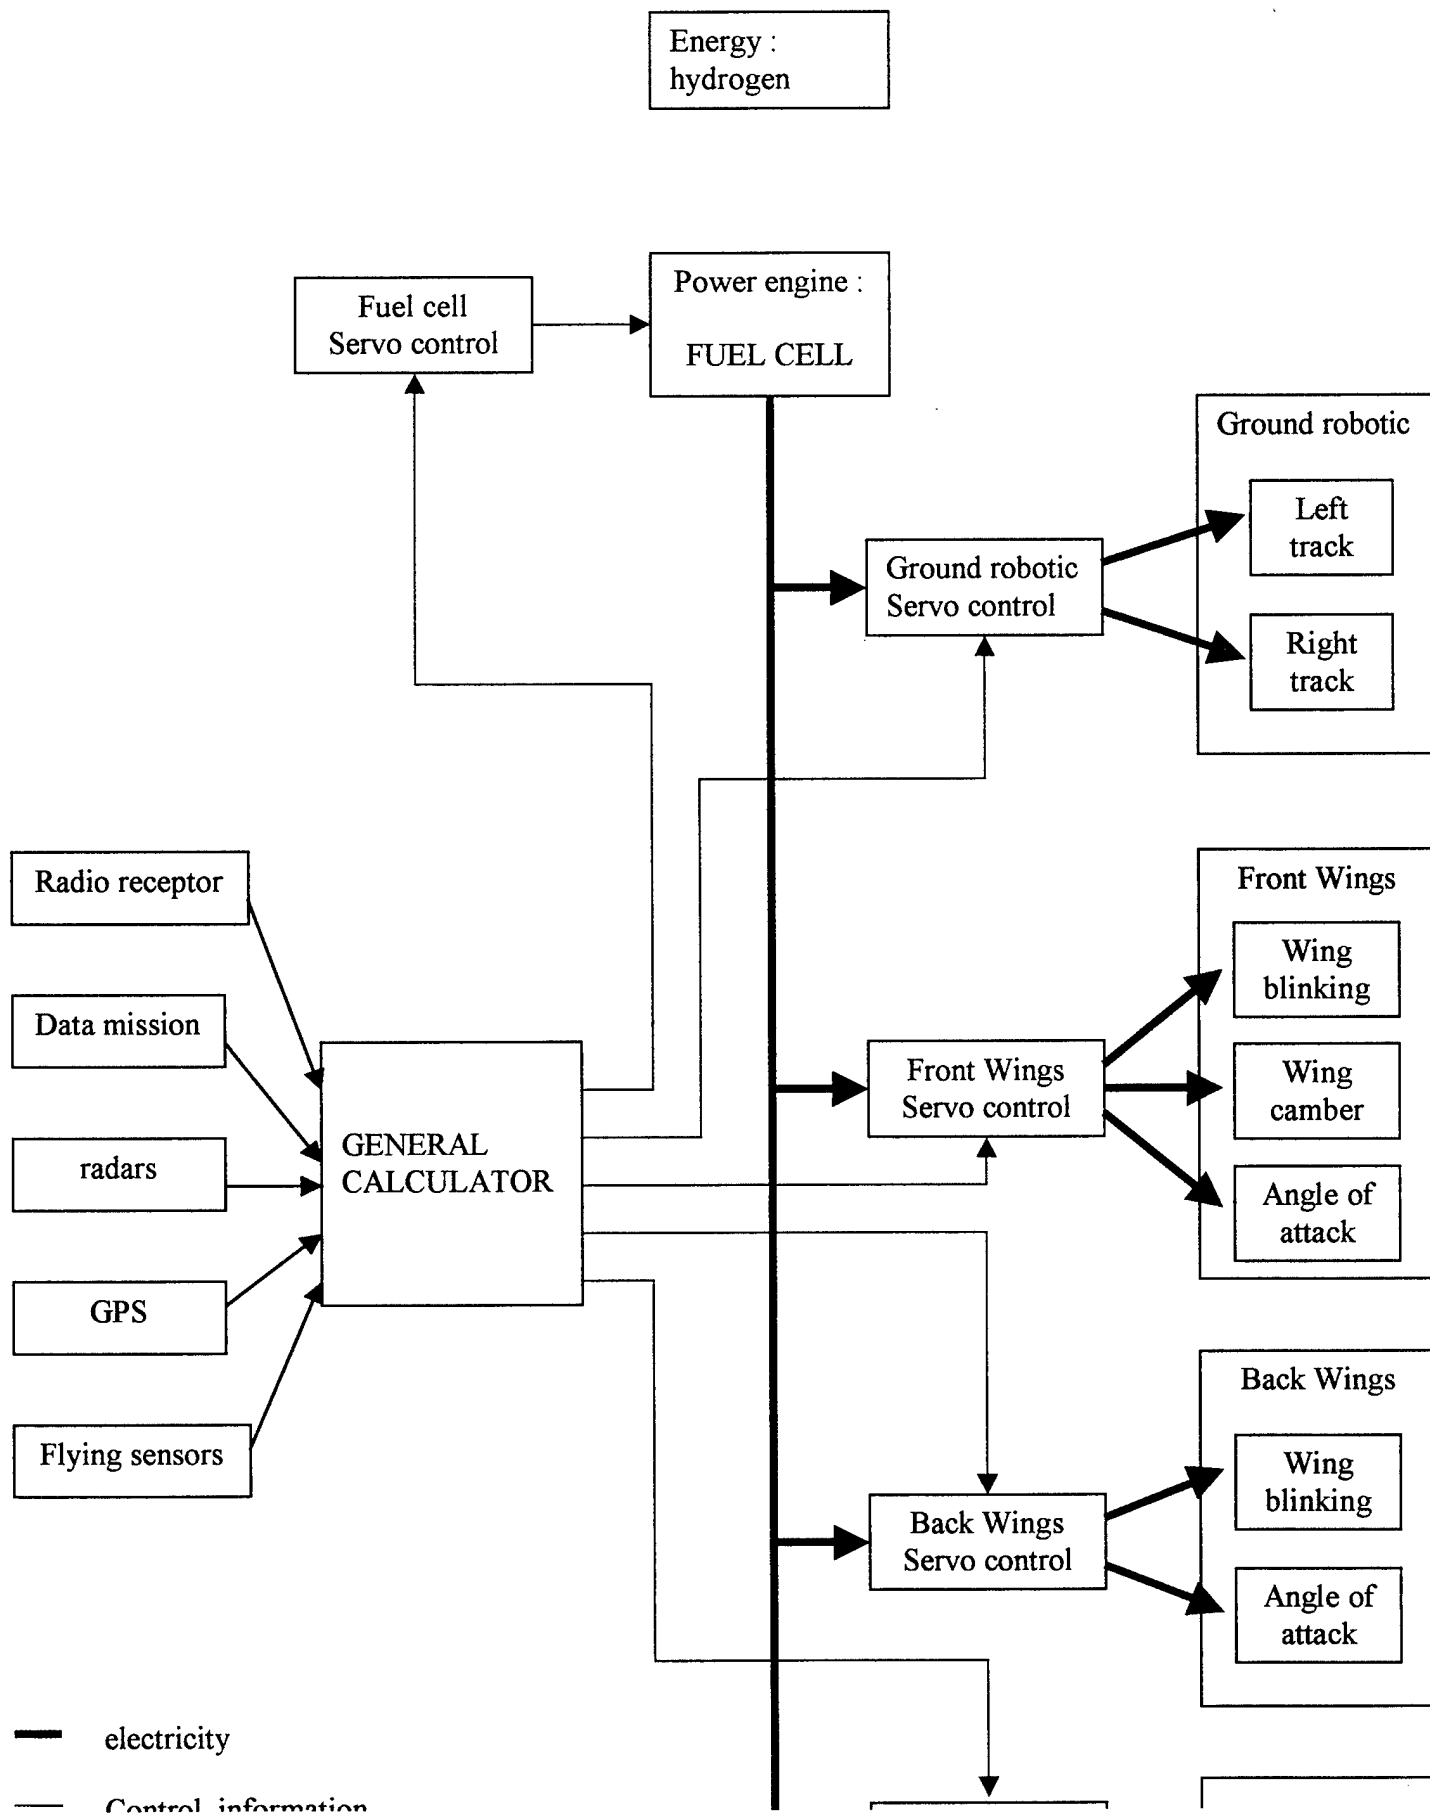 Energy :
hydrogen
Power engine :
FUEL CELL
Fuel cell
Servo control
Ground robotic
Left
track
Right
track
Ground robotic
Servo control
Radio receptor
Data mission
radars
GPS
Flying sensors
GENERAL
CALCULATOR
Front Wings
Wing
blinking
Wing
camber
Angle of
attack
Front Wings
Servo control
Back Wings
Wing
blinking
Angle of
attack
Back Wings
Servo control
electricity
Control information